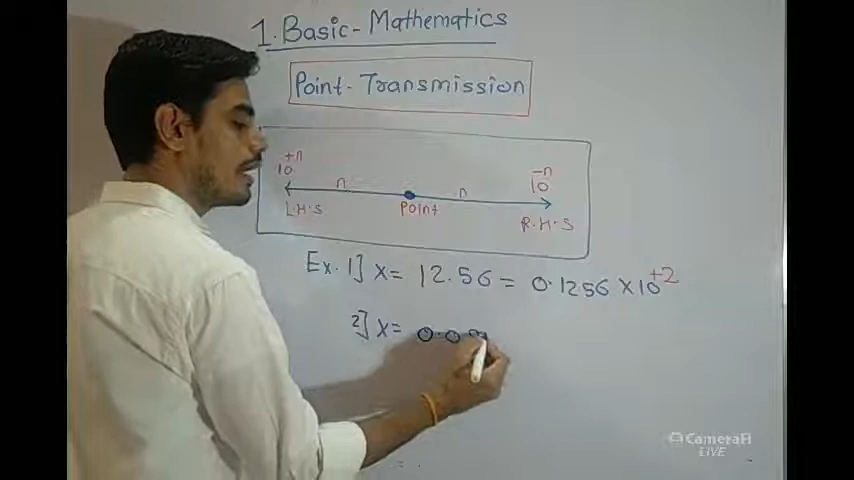 1. Basic-Mathematics
Point-Transmission
10⁺ⁿ n n 10⁻ⁿ
L.H.S Point R.H.S
Ex. 1] x= 12.56 = 0.1256 x 10⁺²
2] x= 0.0
CameraFi
LIVE